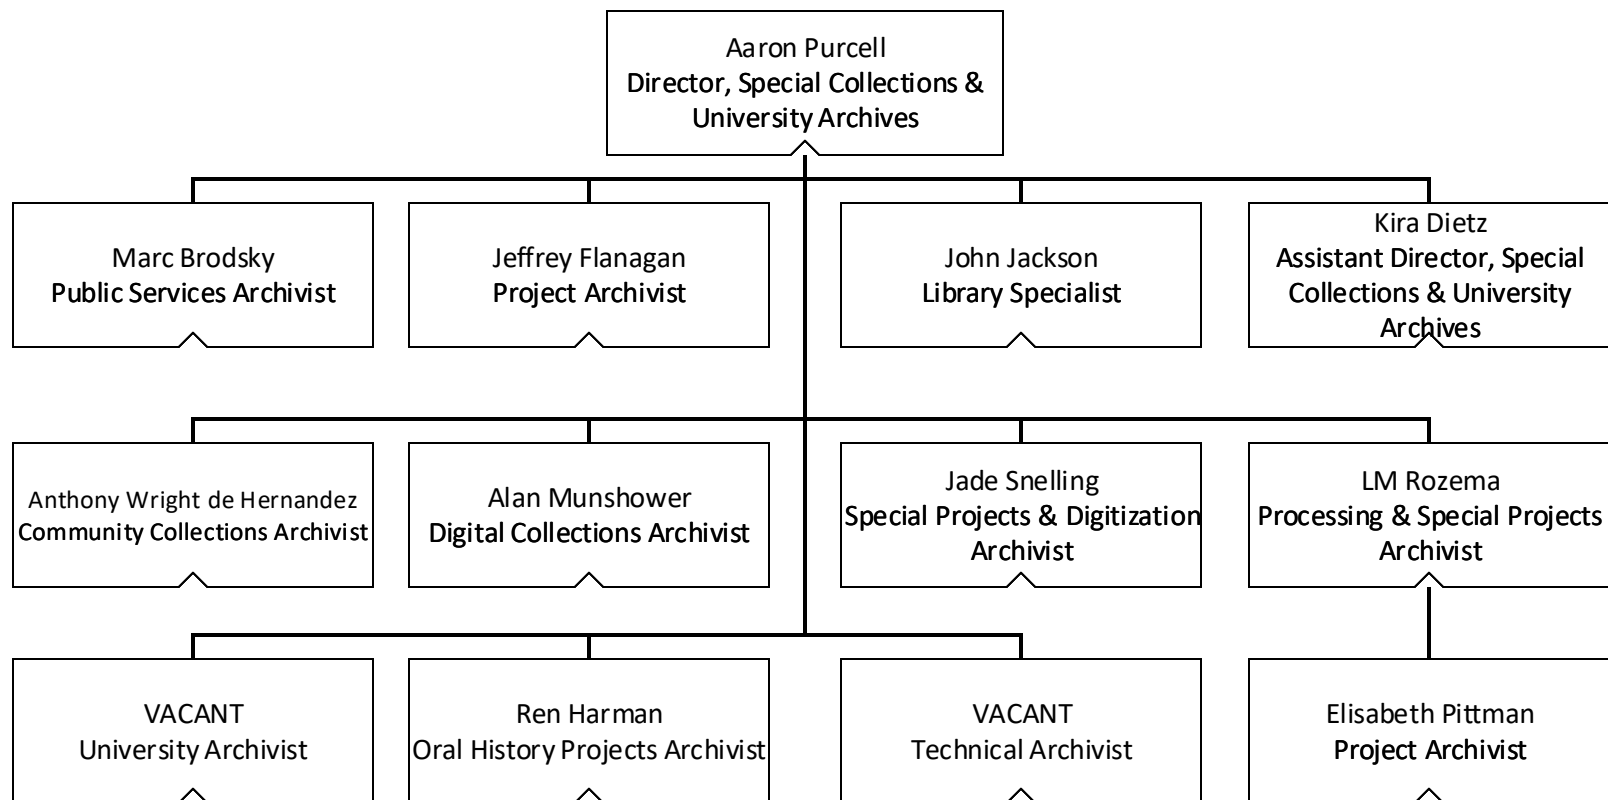 Aaron Purcell
Director, Special Collections &
University Archives
Marc Brodsky
Public Services Archivist
Jeffrey Flanagan
Project Archivist
John Jackson
Library Specialist
Kira Dietz
Assistant Director, Special
Collections & University
Archives
Anthony Wright de Hernandez
Community Collections Archivist
Alan Munshower
Digital Collections Archivist
Jade Snelling
Special Projects & Digitization
Archivist
LM Rozema
Processing & Special Projects
Archivist
VACANT
University Archivist
Ren Harman
Oral History Projects Archivist
VACANT
Technical Archivist
Elisabeth Pittman
Project Archivist